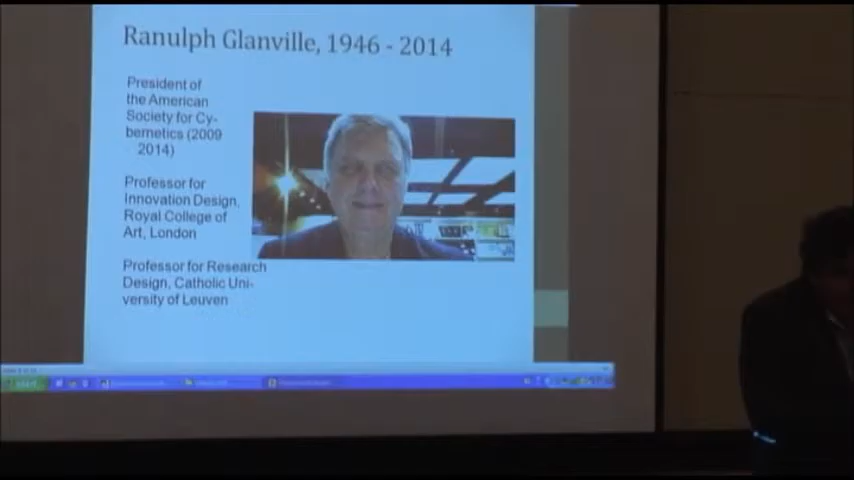 Ranulph Glanville, 1946 - 2014
President of
the American
Society for Cy-
bernetics (2009
- 2014)
Professor for
Innovation Design,
Royal College of
Art, London
Professor for Research
Design, Catholic Uni-
versity of Leuven